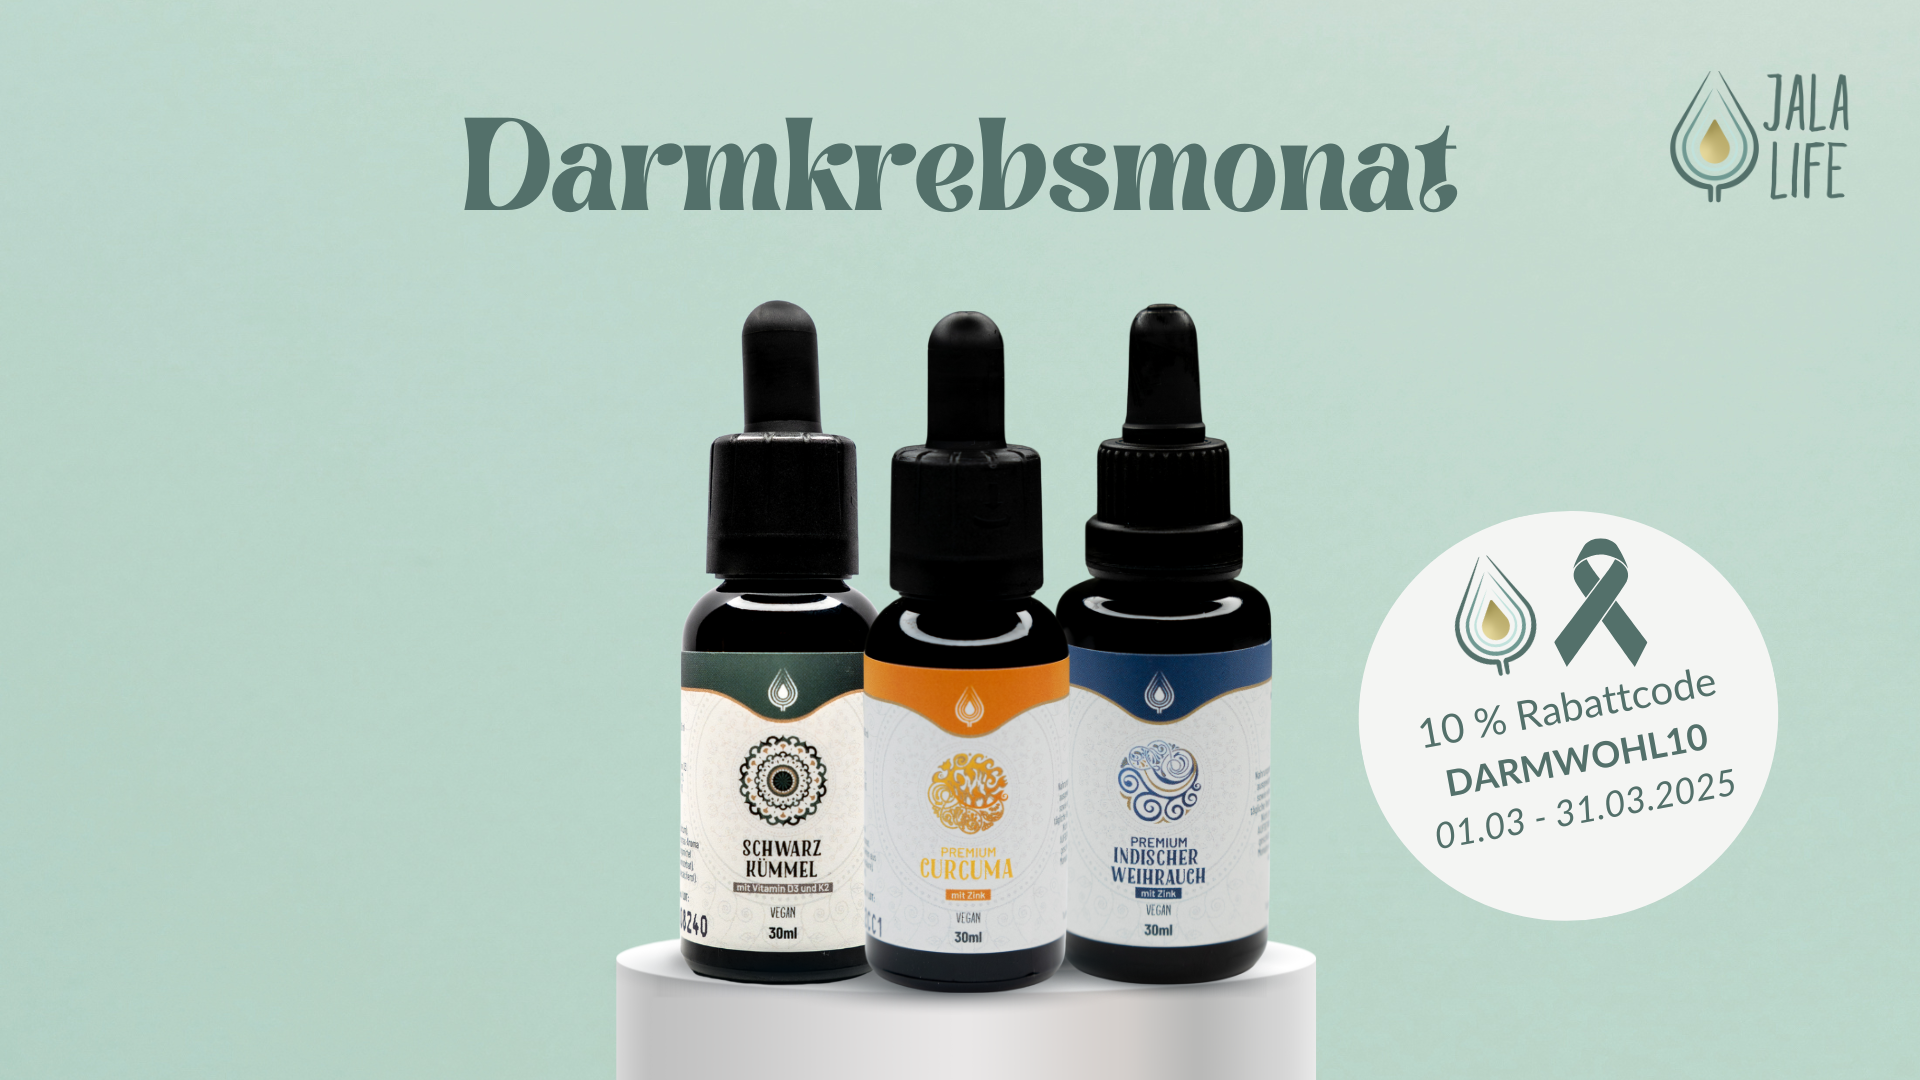 Darmkrebsmonat
JALA
LIFE
SCHWARZ
KÜMMEL
mit Vitamin D3 und K2
VEGAN
30ml
8240
PREMIUM
CURCUMA
mit Zink
VEGAN
30ml
PREMIUM
INDISCHER
WEIHRAUCH
mit Zink
VEGAN
30ml
10 % Rabattcode
DARMWOHL10
01.03 - 31.03.2025